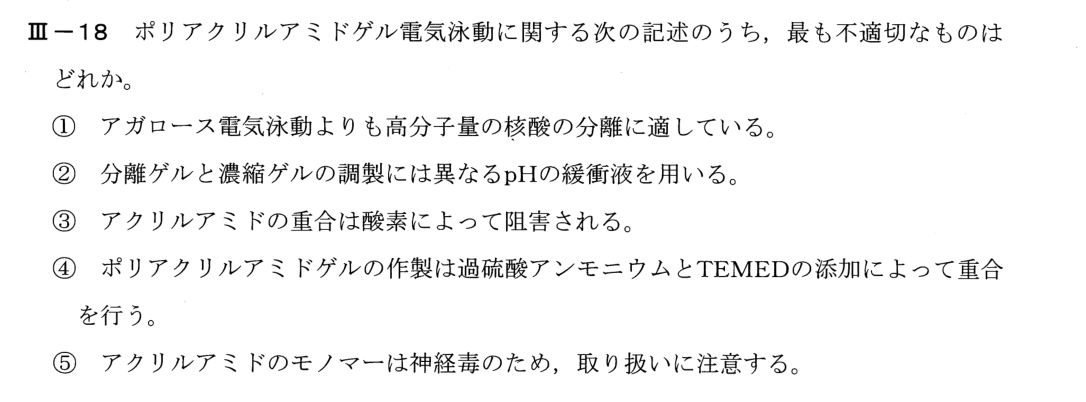 Ⅲ－18　ポリアクリルアミドゲル電気泳動に関する次の記述のうち，最も不適切なものは
どれか。
①　アガロース電気泳動よりも高分子量の核酸の分離に適している。
②　分離ゲルと濃縮ゲルの調製には異なるpHの緩衝液を用いる。
③　アクリルアミドの重合は酸素によって阻害される。
④　ポリアクリルアミドゲルの作製は過硫酸アンモニウムとTEMEDの添加によって重合
を行う。
⑤　アクリルアミドのモノマーは神経毒のため，取り扱いに注意する。